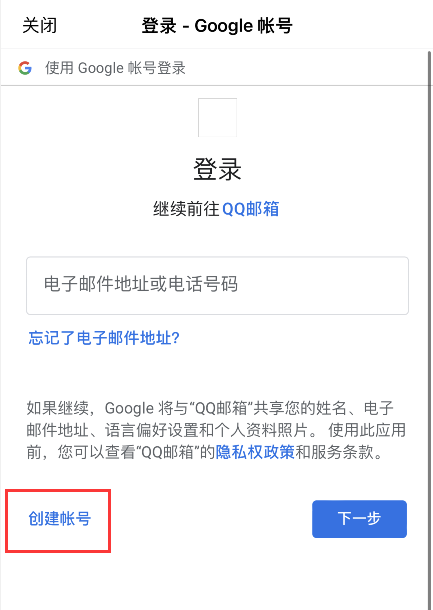 关闭
登录 - Google 帐号
使用 Google 帐号登录
登录
继续前往QQ邮箱
电子邮件地址或电话号码
忘记了电子邮件地址?
如果继续，Google 将与“QQ邮箱”共享您的姓名、电子
邮件地址、语言偏好设置和个人资料照片。 使用此应用
前，您可以查看“QQ邮箱”的隐私权政策和服务条款。
创建帐号
下一步